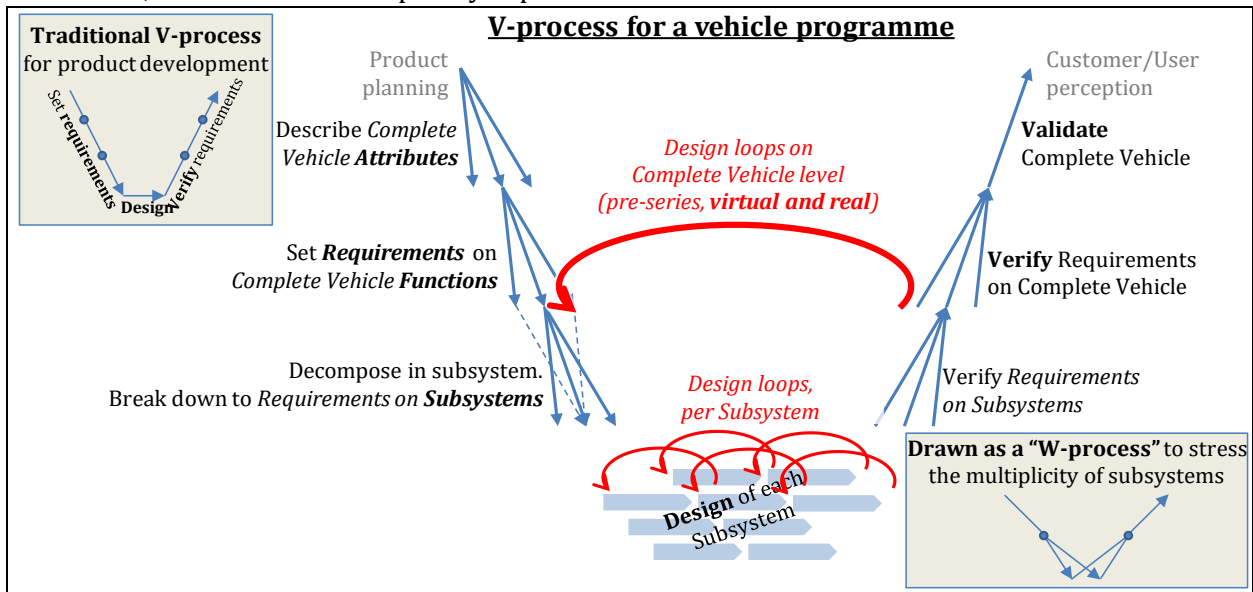 V-process for a vehicle programme
Traditional V-process
for product development
Set requirements
Design
Verify requirements
Product
planning
Describe Complete
Vehicle Attributes
Set Requirements on
Complete Vehicle Functions
Decompose in subsystem.
Break down to Requirements on Subsystems
Design loops on
Complete Vehicle level
(pre-series, virtual and real)
Design loops,
per Subsystem
Design of each
Subsystem
Customer/User
perception
Validate
Complete Vehicle
Verify Requirements
on Complete Vehicle
Verify Requirements
on Subsystems
Drawn as a “W-process” to stress
the multiplicity of subsystems